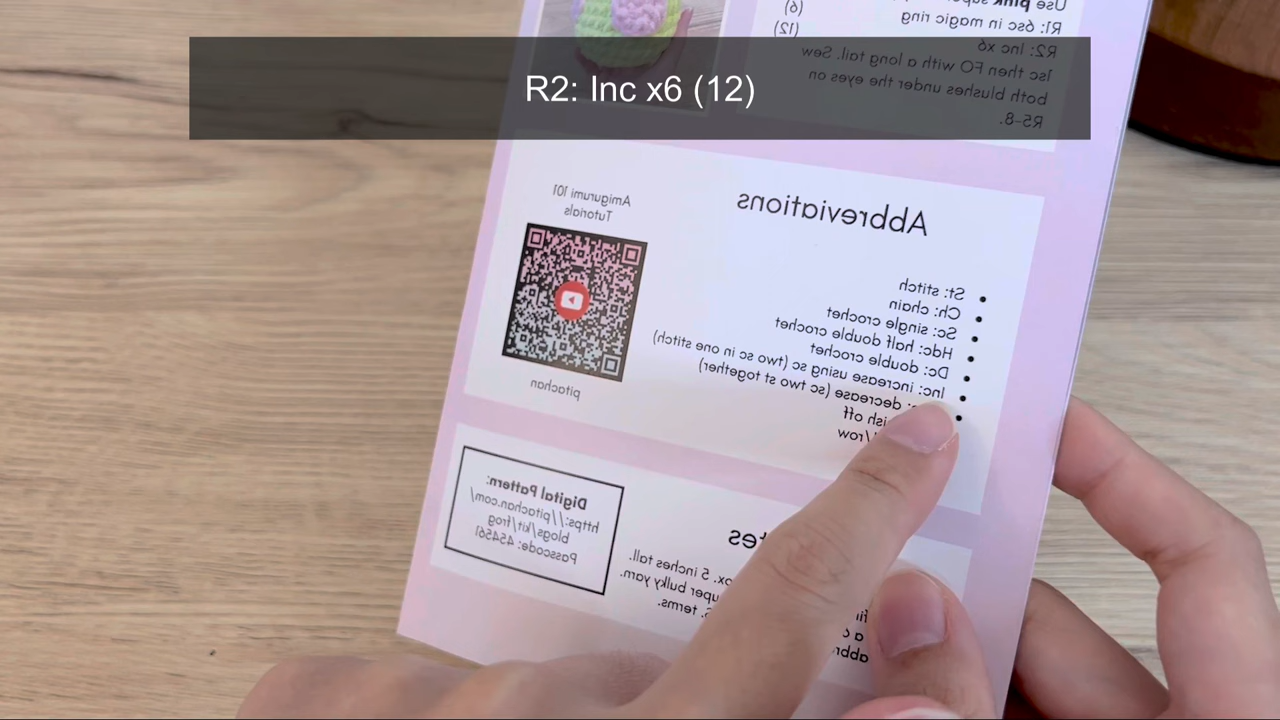 Use pink super
R1: 6sc in magic ring (6)
R2: Inc x6 (12)
1sc then FO with a long tail. Sew
both blushes under the eyes on
R5-8.
R2: Inc x6 (12)
Abbreviations
• St: stitch
• Ch: chain
• Sc: single crochet
• Hdc: half double crochet
• Dc: double crochet
• Inc: increase using sc (two sc in one stitch)
• decrease (sc two st together)
off
/row
Amigurumi 101
Tutorials
pitachan
Digital Pattern:
https://pitachan.com/
blogs/kit/frog
Passcode: 454561
ox. 5 inches tall.
super bulky yarn.
terms.